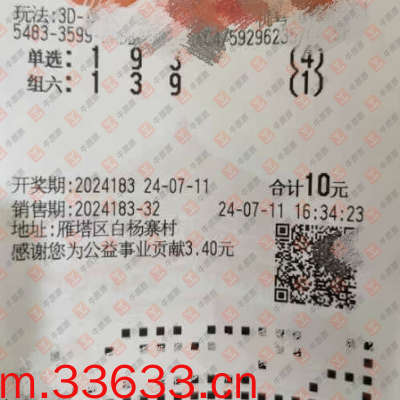 玩法:3D-
5483-3599
单选: 1 9 3 (4)
组六: 1 3 9 (1)
开奖期:2024183 24-07-11 合计10元
销售期:2024183-32 24-07-11 16:34:23
地址:雁塔区白杨寨村
感谢您为公益事业贡献3.40元
m.33633.cn